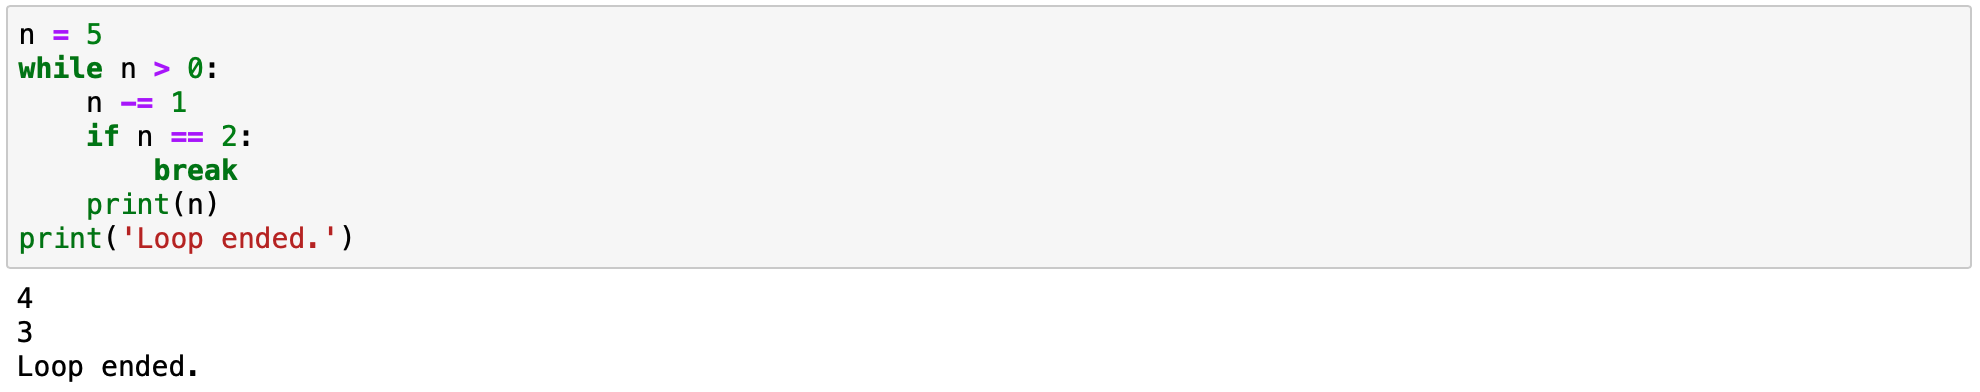 n = 5
while n > 0:
    n -= 1
    if n == 2:
        break
    print(n)
print('Loop ended.')
4
3
Loop ended.